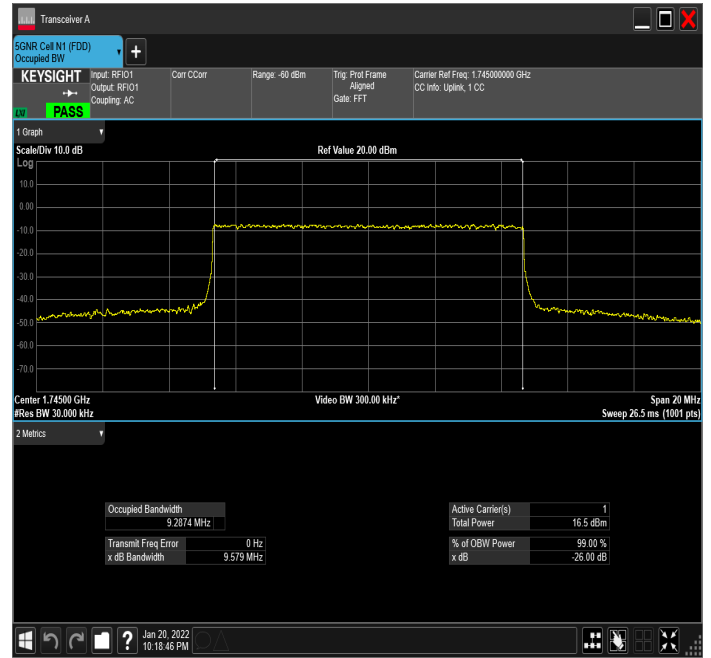 Transceiver A
5GNR Cell N1 (FDD)
Occupied BW
KEYSIGHT
LXI
PASS
Input: RFIO1
Output: RFIO1
Coupling: AC
Corr CCorr
Range: -60 dBm
Trig: Prot Frame
Aligned
Gate: FFT
Carrier Ref Freq: 1.745000000 GHz
CC Info: Uplink, 1 CC
1 Graph
Scale/Div 10.0 dB
Ref Value 20.00 dBm
Log
10.0
0.00
-10.0
-20.0
-30.0
-40.0
-50.0
-60.0
-70.0
Center 1.74500 GHz
Video BW 300.00 kHz*
Span 20 MHz
#Res BW 30.000 kHz
Sweep 26.5 ms (1001 pts)
2 Metrics
Occupied Bandwidth
9.2874 MHz
Transmit Freq Error 0 Hz
x dB Bandwidth 9.579 MHz
Active Carrier(s) 1
Total Power 16.5 dBm
% of OBW Power 99.00 %
x dB -26.00 dB
?
Jan 20, 2022
10:18:46 PM